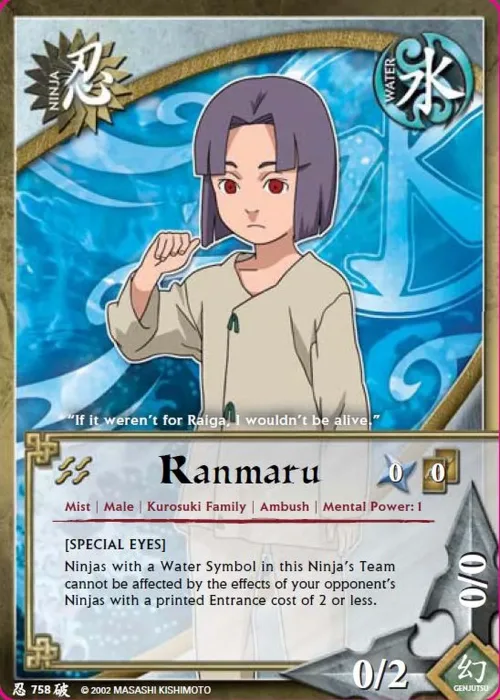 忍
NINJA
WATER
水
"If it weren't for Raiga, I wouldn't be alive."
Ranmaru
0
0
Mist | Male | Kurosuki Family | Ambush | Mental Power: 1
[SPECIAL EYES]
Ninjas with a Water Symbol in this Ninja's Team
cannot be affected by the effects of your opponent's
Ninjas with a printed Entrance cost of 2 or less.
0/0
0/2
幻
GENJUTSU
忍 758 破 © 2002 MASASHI KISHIMOTO